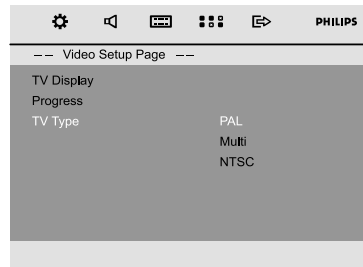 PHILIPS
-- Video Setup Page --
TV Display
Progress
TV Type PAL
Multi
NTSC